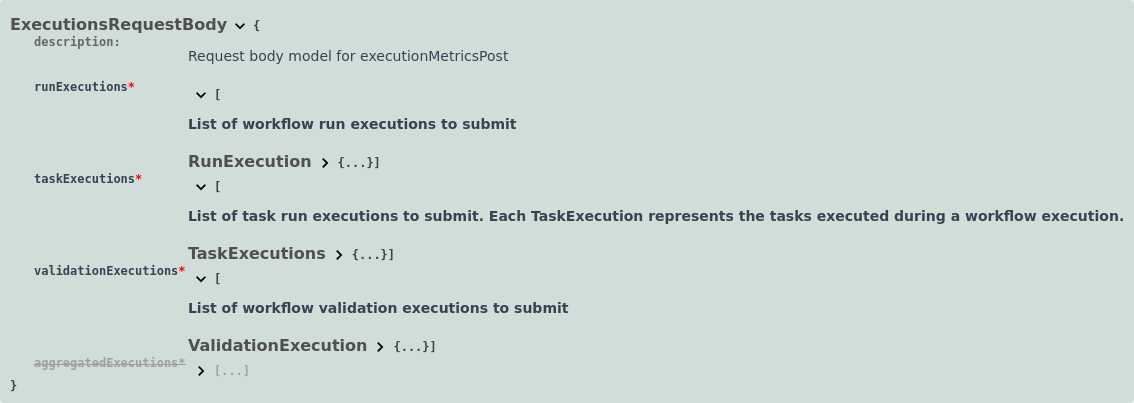 ExecutionsRequestBody {
description:
Request body model for executionMetricsPost
runExecutions*
[
List of workflow run executions to submit
RunExecution {...}]
taskExecutions*
[
List of task run executions to submit. Each TaskExecution represents the tasks executed during a workflow execution.
TaskExecutions {...}]
validationExecutions*
[
List of workflow validation executions to submit
ValidationExecution {...}]
aggregatedExecutions*
[...]
}